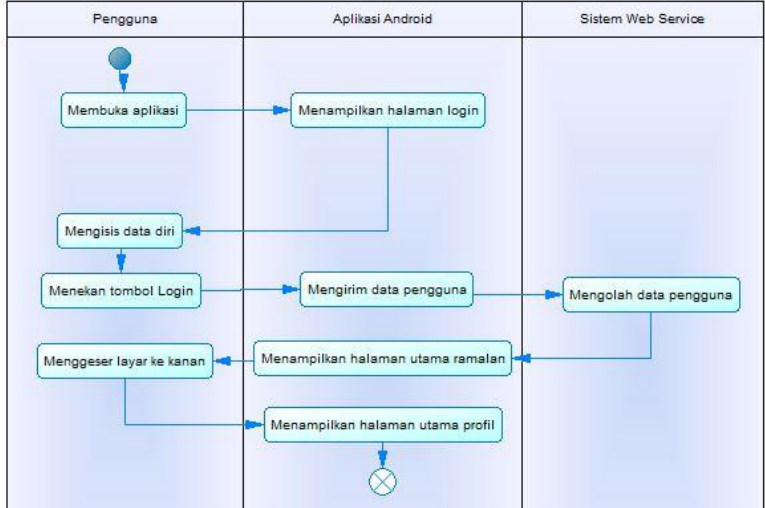 Pengguna
Aplikasi Android
Sistem Web Service
Membuka aplikasi
Menampilkan halaman login
Mengisis data diri
Menekan tombol Login
Mengirim data pengguna
Mengolah data pengguna
Menggeser layar ke kanan
Menampilkan halaman utama ramalan
Menampilkan halaman utama profil